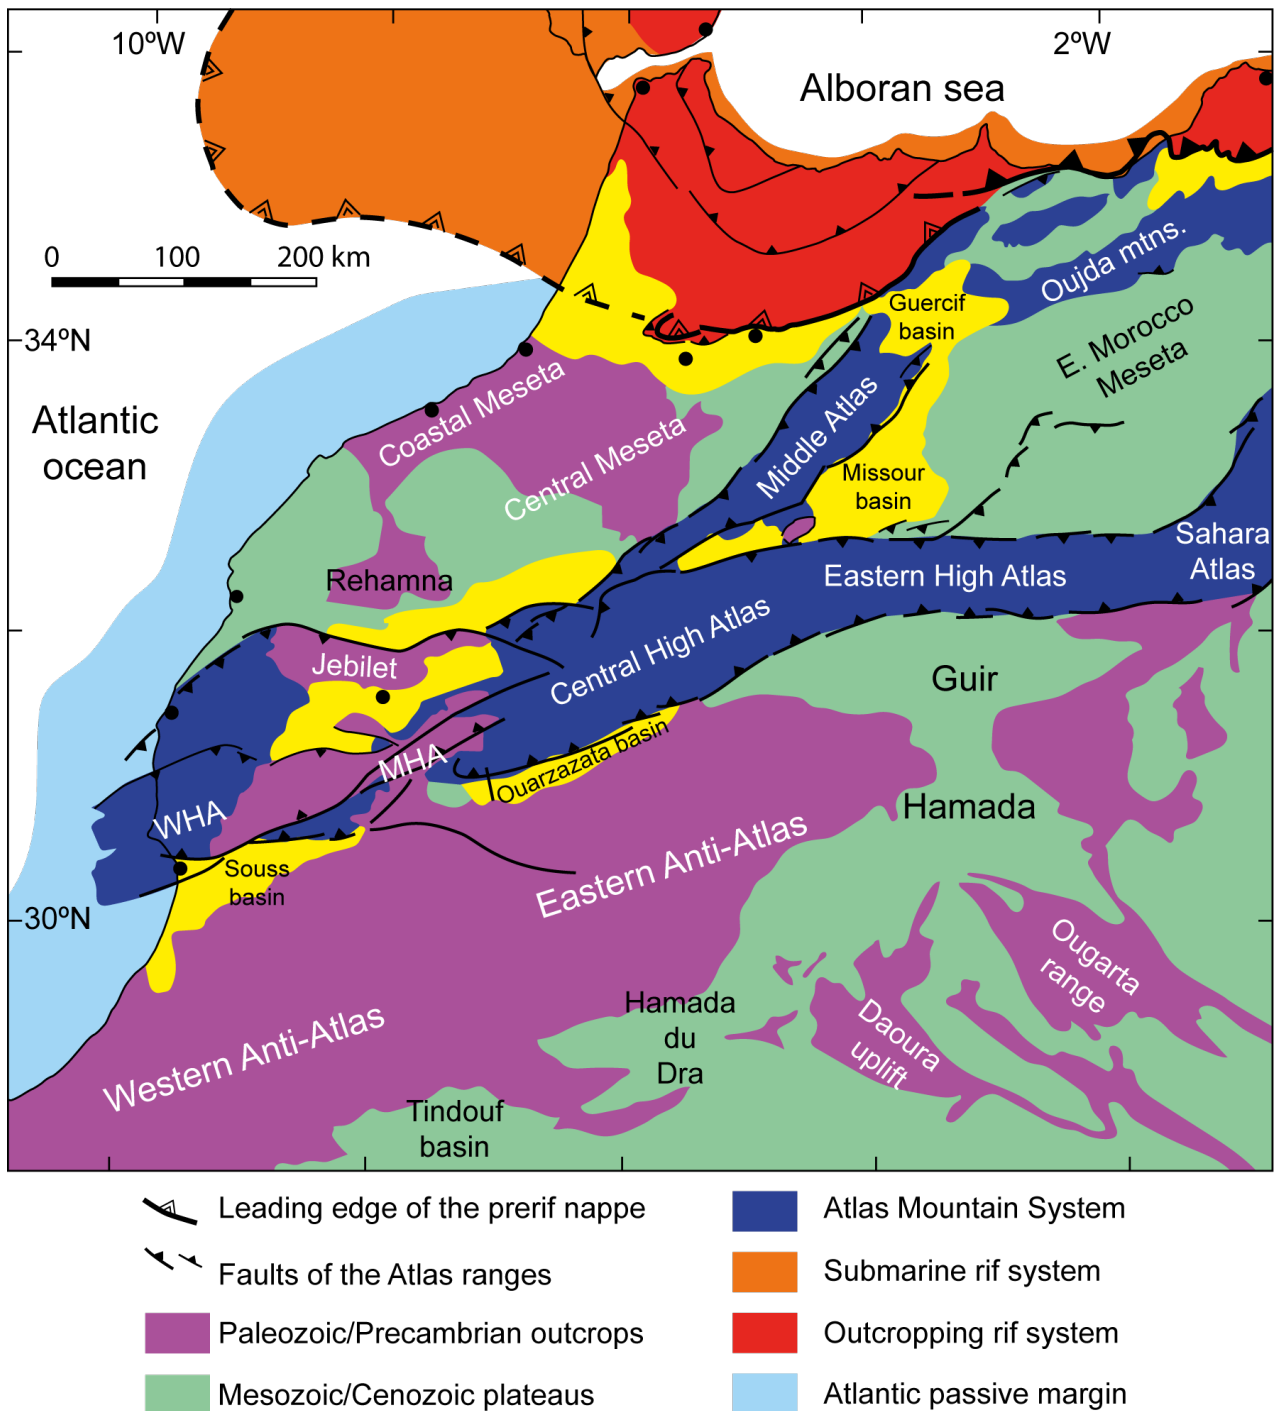 10ºW
2ºW
Alboran sea
0 100 200 km
Oujda mtns.
Guercif
basin
34ºN
E. Morocco
Meseta
Atlantic
ocean
Coastal Meseta
Middle Atlas
Central Meseta
Missour
basin
Sahara
Atlas
Rehamna
Eastern High Atlas
Central High Atlas
Jebilet
Guir
MHA
Ouarzazata basin
WHA
Hamada
Souss
basin
Eastern Anti-Atlas
30ºN
Ougarta
range
Hamada
du
Dra
Daoura
uplift
Western Anti-Atlas
Tindouf
basin
Leading edge of the prerif nappe
Faults of the Atlas ranges
Paleozoic/Precambrian outcrops
Mesozoic/Cenozoic plateaus
Atlas Mountain System
Submarine rif system
Outcropping rif system
Atlantic passive margin